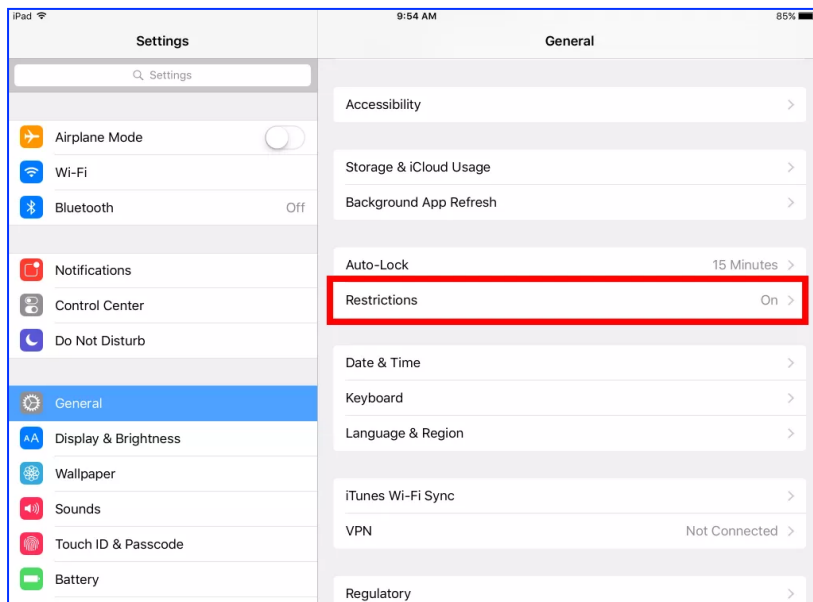 iPad 9:54 AM 85%
Settings
General
Settings
Airplane Mode
Wi-Fi
Bluetooth Off
Notifications
Control Center
Do Not Disturb
General
AA Display & Brightness
Wallpaper
Sounds
Touch ID & Passcode
Battery
Accessibility
Storage & iCloud Usage
Background App Refresh
Auto-Lock 15 Minutes
Restrictions On
Date & Time
Keyboard
Language & Region
iTunes Wi-Fi Sync
VPN Not Connected
Regulatory